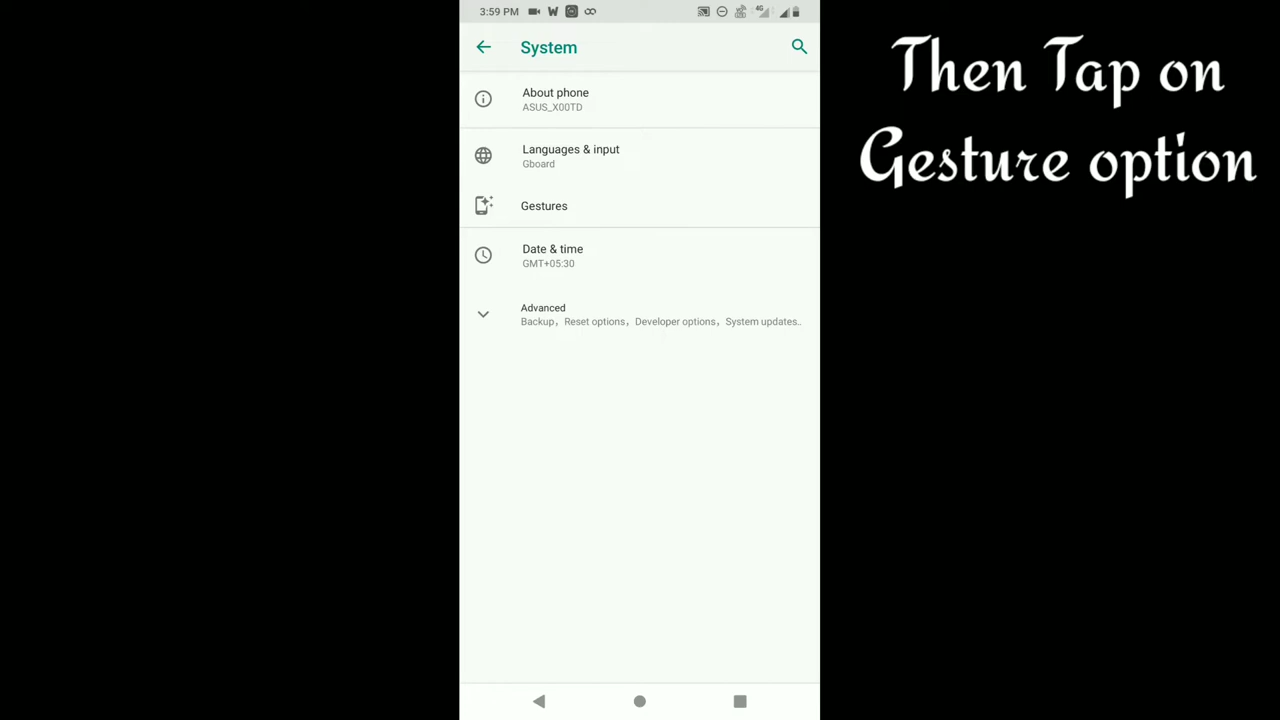 3:59 PM
System
About phone
ASUS_X00TD
Languages & input
Gboard
Gestures
Date & time
GMT+05:30
Advanced
Backup, Reset options, Developer options, System updates..
Then Tap on
Gesture option